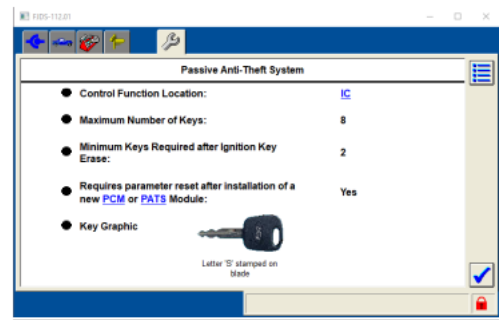 FJDS-112.01
Passive Anti-Theft System
Control Function Location: IC
Maximum Number of Keys: 8
Minimum Keys Required after Ignition Key
Erase: 2
Requires parameter reset after installation of a
new PCM or PATS Module: Yes
Key Graphic
Letter 'S' stamped on
blade